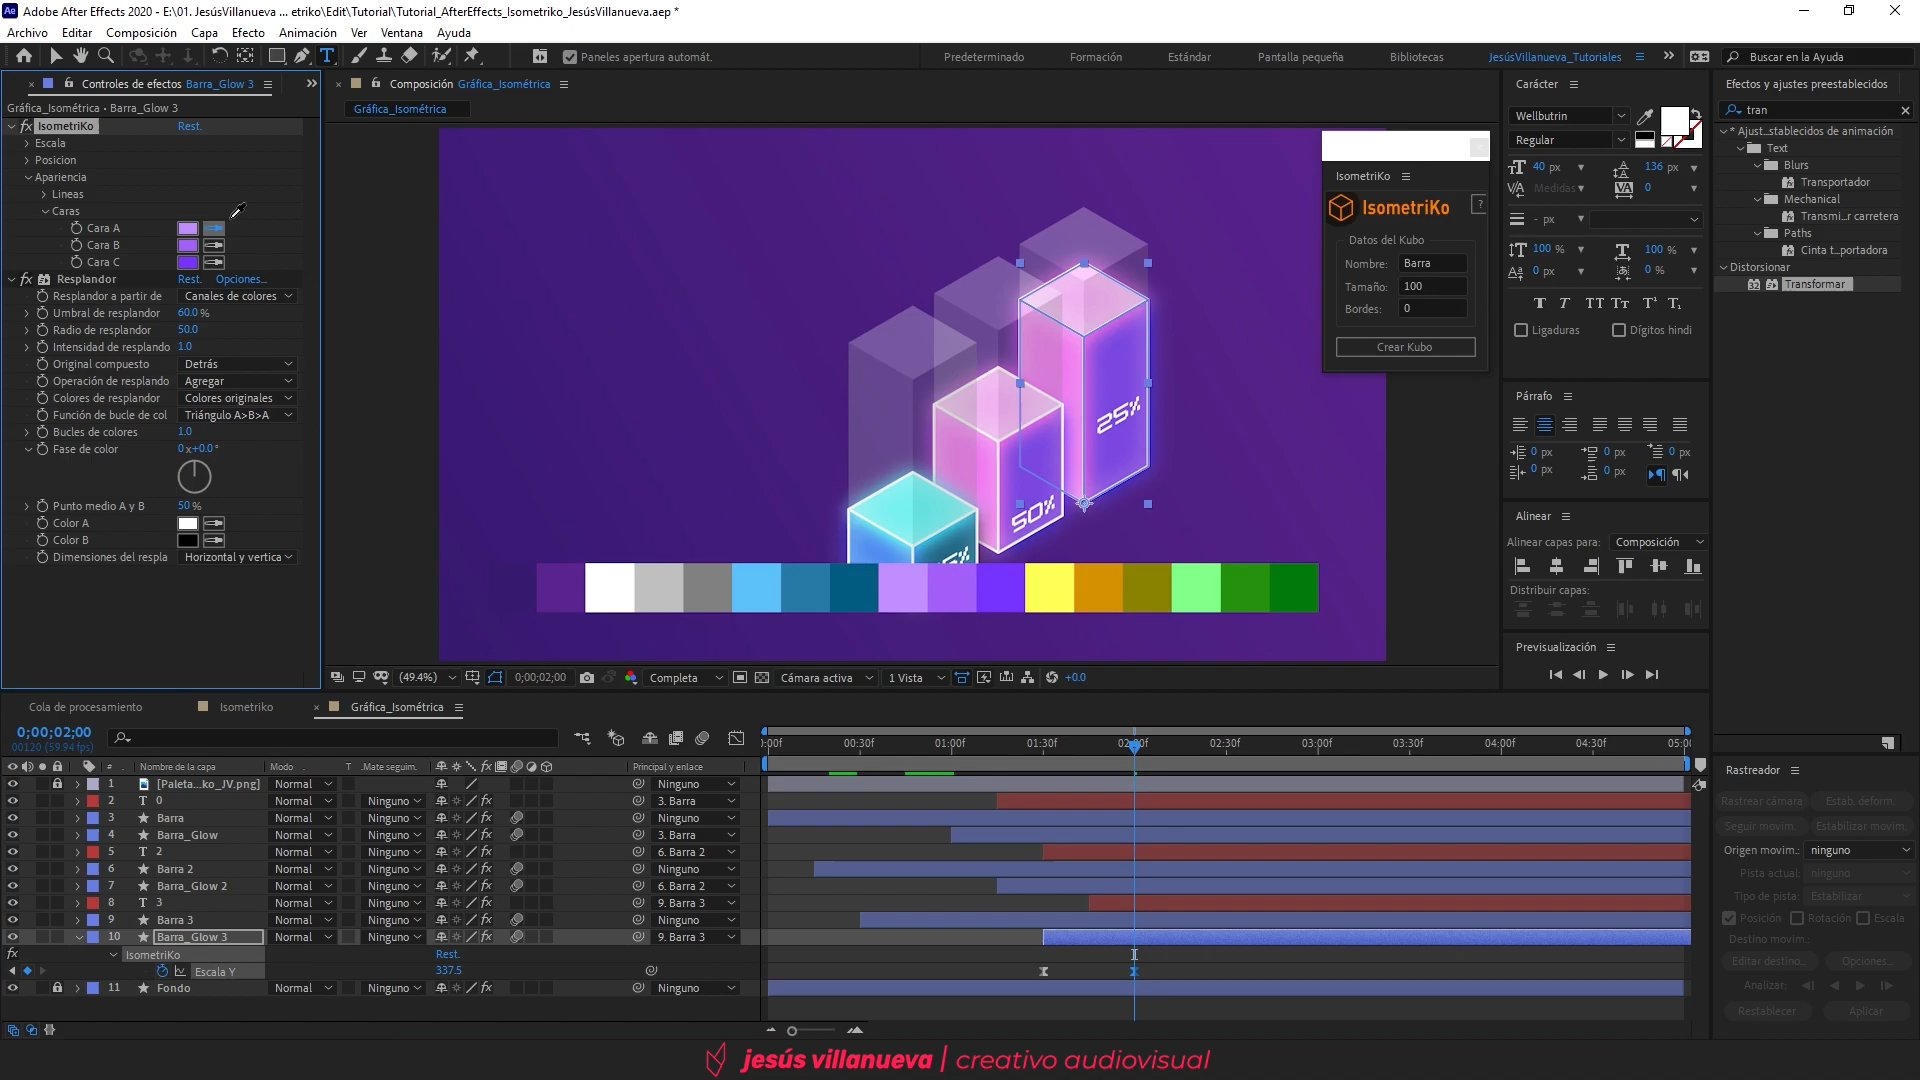 Adobe After Effects 2020 - E:\01. JesúsVillanueva ... etriko\Edit\Tutorial\Tutorial_AfterEffects_Isometriko_JesúsVillanueva.aep *
Archivo Editar Composición Capa Efecto Animación Ver Ventana Ayuda
Paneles apertura automát. Predeterminado Formación Estándar Pantalla pequeña Bibliotecas JesúsVillanueva_Tutoriales Buscar en la Ayuda
Controles de efectos Barra_Glow 3
Gráfica_Isométrica • Barra_Glow 3
fx IsometriKo Rest.
Escala
Posicion
Apariencia
Lineas
Caras
Cara A
Cara B
Cara C
fx Resplandor Rest. Opciones...
Resplandor a partir de Canales de colores
Umbral de resplandor 60.0 %
Radio de resplandor 50.0
Intensidad de resplando 1.0
Original compuesto Detrás
Operación de resplando Agregar
Colores de resplandor Colores originales
Función de bucle de col Triángulo A>B>A
Bucles de colores 1.0
Fase de color 0 x+0.0 °
Punto medio A y B 50 %
Color A
Color B
Dimensiones del respla Horizontal y vertica
Composición Gráfica_Isométrica
Gráfica_Isométrica
25%
50%
IsometriKo
IsometriKo ?
Datos del Kubo
Nombre: Barra
Tamaño: 100
Bordes: 0
Crear Kubo
(49.4%) 0;00;02;00 Completa Cámara activa 1 Vista +0.0
Carácter
Wellbutrin
Regular
40 px 136 px
Medidas 0
- px
100 % 100 %
0 px 0 %
Ligaduras Dígitos hindi
Párrafo
0 px 0 px 0 px
0 px 0 px
Alinear
Alinear capas para: Composición
Distribuir capas:
Previsualización
Efectos y ajustes preestablecidos
tran
* Ajust...stablecidos de animación
Text
Blurs
Transportador
Mechanical
Transmi...r carretera
Paths
Cinta t...portadora
Distorsionar
32 Transformar
Cola de procesamiento Isometriko Gráfica_Isométrica
0;00;02;00
00120 (59.94 fps)
:00f 00:30f 01:00f 01:30f 02:00f 02:30f 03:00f 03:30f 04:00f 04:30f 05:00
# Nombre de la capa Modo T .Mate seguim. Principal y enlace
1 [Paleta...ko_JV.png] Normal Ninguno
2 T 0 Normal Ninguno 3. Barra
3 Barra Normal Ninguno Ninguno
4 Barra_Glow Normal Ninguno 3. Barra
5 T 2 Normal Ninguno 6. Barra 2
6 Barra 2 Normal Ninguno Ninguno
7 Barra_Glow 2 Normal Ninguno 6. Barra 2
8 T 3 Normal Ninguno 9. Barra 3
9 Barra 3 Normal Ninguno Ninguno
10 Barra_Glow 3 Normal Ninguno 9. Barra 3
fx IsometriKo Rest.
Escala Y 337.5
11 Fondo Normal Ninguno Ninguno
Rastreador
Rastrear cámara Estab. deform.
Seguir movim. Estabilizar movim.
Origen movim.: ninguno
Pista actual: ninguno
Tipo de pista: Estabilizar
Posición Rotación Escala
Destino movim...
Editar destino... Opciones...
Analizar:
Restablecer Aplicar
jesús villanueva | creativo audiovisual